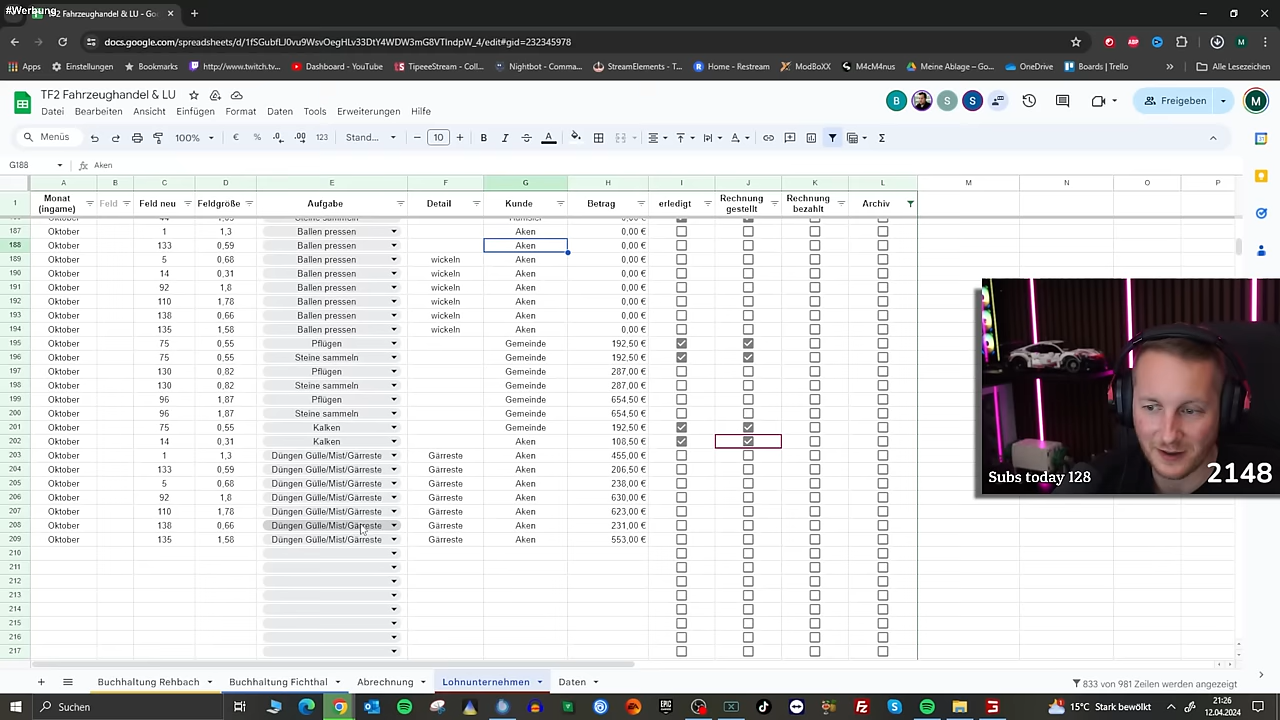 #Werbung
TF2 Fahrzeughandel & LU - Goo
docs.google.com/spreadsheets/d/1fSGubfLJ0vu9WsvOegHLv33DtY4WDW3mG8VTlndpW_4/edit#gid=232345978
Apps Einstellungen Bookmarks http://www.twitch.tv... Dashboard - YouTube TipeeeStream - Coll... Nightbot - Comma... StreamElements - T... Home - Restream ModBoXX M4cM4nus Meine Ablage – Go... OneDrive Boards | Trello Alle Lesezeichen
TF2 Fahrzeughandel & LU
Datei Bearbeiten Ansicht Einfügen Format Daten Tools Erweiterungen Hilfe
B S S Freigeben M
Menüs 100% € % .0 .00 123 Stand... 10 B I A Σ
G188 fx Aken
A B C D E F G H I J K L M N O P
1 Monat (ingame) Feld Feld neu Feldgröße Aufgabe Detail Kunde Betrag erledigt Rechnung gestellt Rechnung bezahlt Archiv
187 Oktober 1 1,3 Ballen pressen Aken 0,00 €
188 Oktober 133 0,59 Ballen pressen Aken 0,00 €
189 Oktober 5 0,68 Ballen pressen wickeln Aken 0,00 €
190 Oktober 14 0,31 Ballen pressen wickeln Aken 0,00 €
191 Oktober 92 1,8 Ballen pressen wickeln Aken 0,00 €
192 Oktober 110 1,78 Ballen pressen wickeln Aken 0,00 €
193 Oktober 138 0,66 Ballen pressen wickeln Aken 0,00 €
194 Oktober 135 1,58 Ballen pressen wickeln Aken 0,00 €
195 Oktober 75 0,55 Pflügen Gemeinde 192,50 €
196 Oktober 75 0,55 Steine sammeln Gemeinde 192,50 €
197 Oktober 130 0,82 Pflügen Gemeinde 287,00 €
198 Oktober 130 0,82 Steine sammeln Gemeinde 287,00 €
199 Oktober 96 1,87 Pflügen Gemeinde 654,50 €
200 Oktober 96 1,87 Steine sammeln Gemeinde 654,50 €
201 Oktober 75 0,55 Kalken Gemeinde 192,50 €
202 Oktober 14 0,31 Kalken Aken 108,50 €
203 Oktober 1 1,3 Düngen Gülle/Mist/Gärreste Gärreste Aken 455,00 €
204 Oktober 133 0,59 Düngen Gülle/Mist/Gärreste Gärreste Aken 206,50 €
205 Oktober 5 0,68 Düngen Gülle/Mist/Gärreste Gärreste Aken 238,00 €
206 Oktober 92 1,8 Düngen Gülle/Mist/Gärreste Gärreste Aken 630,00 €
207 Oktober 110 1,78 Düngen Gülle/Mist/Gärreste Gärreste Aken 623,00 €
208 Oktober 138 0,66 Düngen Gülle/Mist/Gärreste Gärreste Aken 231,00 €
209 Oktober 135 1,58 Düngen Gülle/Mist/Gärreste Gärreste Aken 553,00 €
210
211
212
213
214
215
216
217
Subs today 128 2148
Buchhaltung Rehbach Buchhaltung Fichthal Abrechnung Lohnunternehmen Daten 833 von 981 Zeilen werden angezeigt
Suchen 15°C Stark bewölkt 21:26
12.04.2024